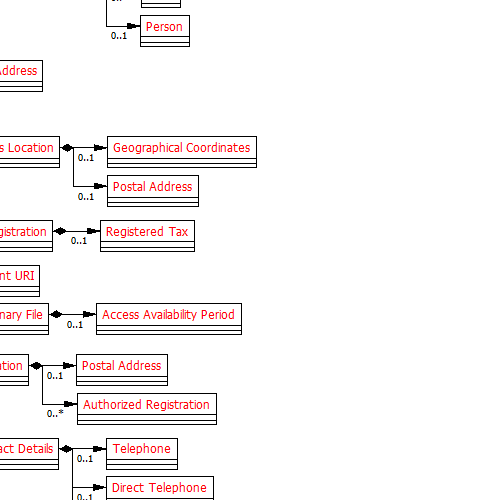 Person
0..1
Address
s Location
Geographical Coordinates
0..1
Postal Address
0..1
gistration
Registered Tax
0..1
nt URI
nary File
Access Availability Period
0..1
ation
Postal Address
0..1
Authorized Registration
0..*
act Details
Telephone
0..1
Direct Telephone
0..1